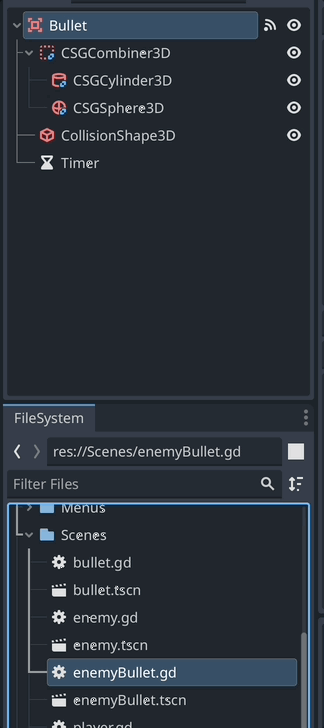 Bullet
CSGCombiner3D
CSGCylinder3D
CSGSphere3D
CollisionShape3D
Timer
FileSystem
res://Scenes/enemyBullet.gd
Filter Files
Menus
Scenes
bullet.gd
bullet.tscn
enemy.gd
enemy.tscn
enemyBullet.gd
enemyBullet.tscn
player.gd